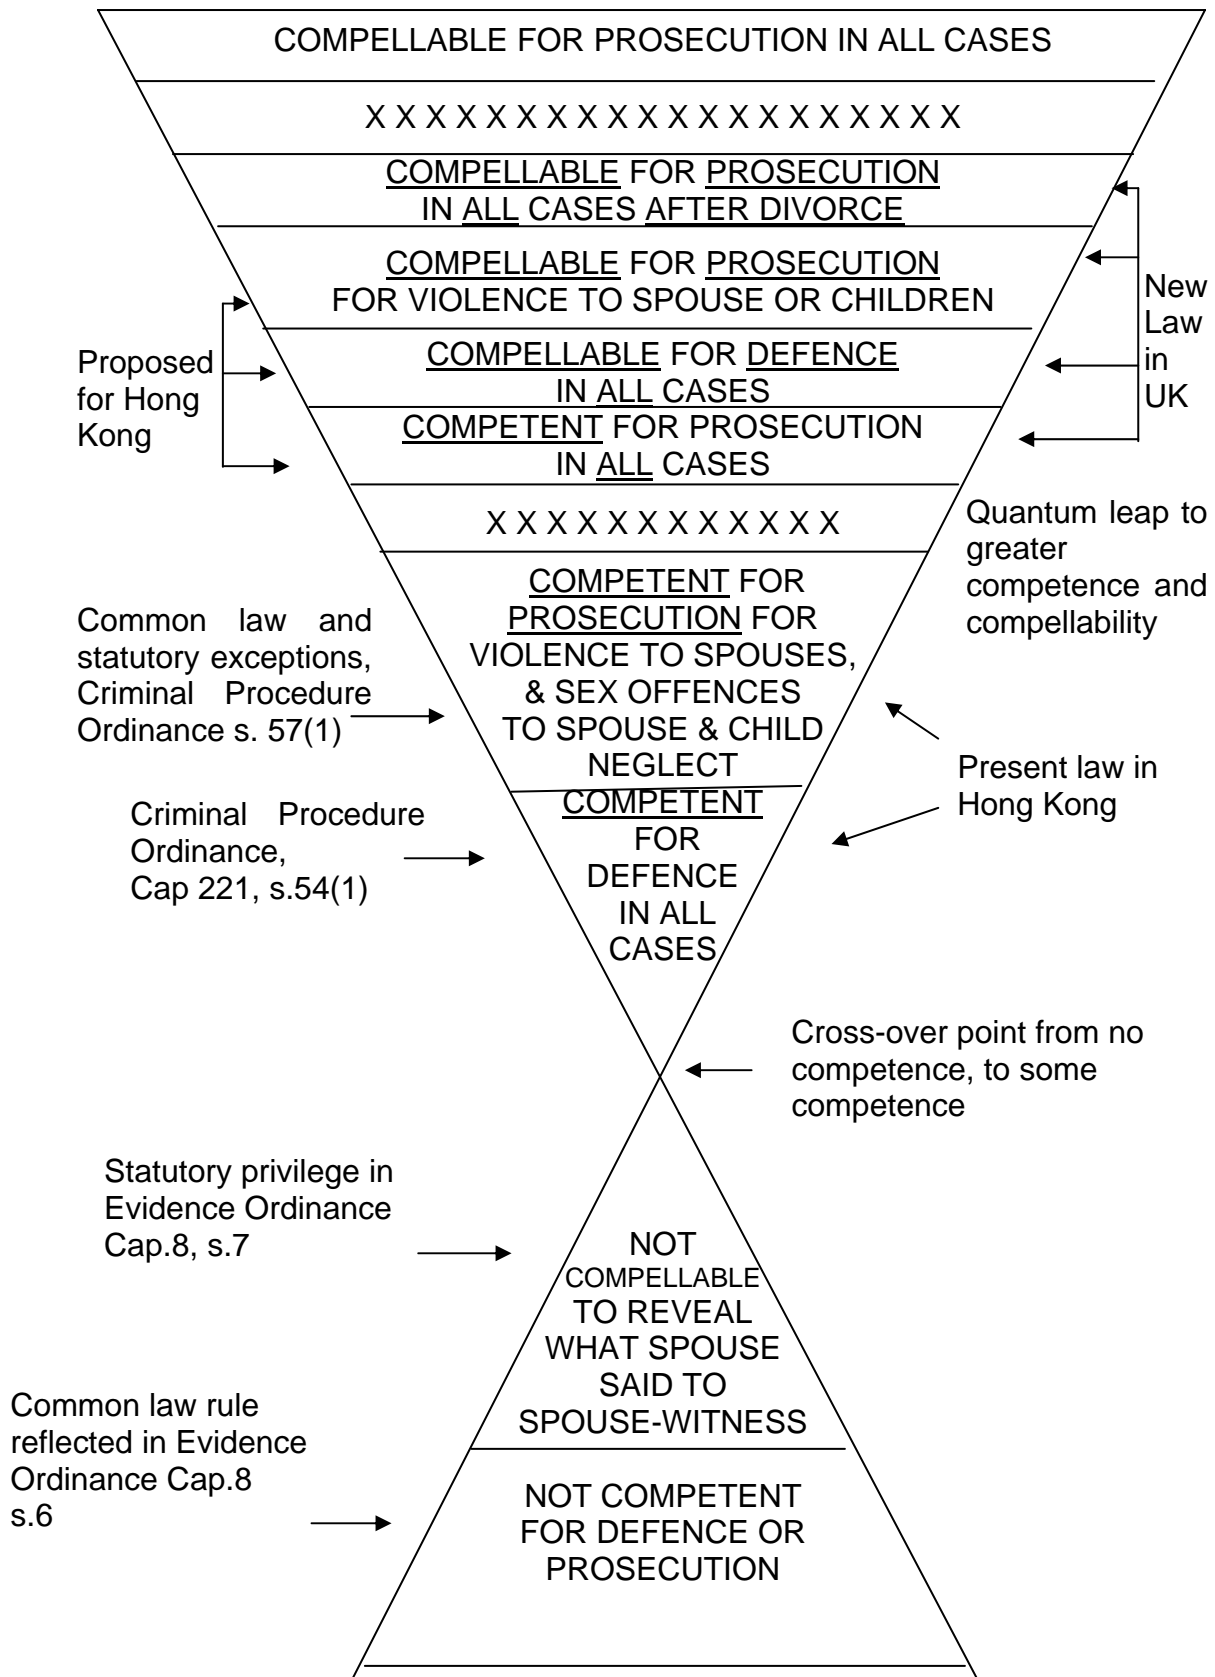 COMPELLABLE FOR PROSECUTION IN ALL CASES
X X X X X X X X X X X X X X X X X X X X
COMPELLABLE FOR PROSECUTION
IN ALL CASES AFTER DIVORCE
COMPELLABLE FOR PROSECUTION
FOR VIOLENCE TO SPOUSE OR CHILDREN
New
Law
in
UK
Proposed
for Hong
Kong
COMPELLABLE FOR DEFENCE
IN ALL CASES
COMPETENT FOR PROSECUTION
IN ALL CASES
X X X X X X X X X X X X
Quantum leap to
greater
competence and
compellability
COMPETENT FOR
PROSECUTION FOR
VIOLENCE TO SPOUSES,
& SEX OFFENCES
TO SPOUSE & CHILD
NEGLECT
Common law and
statutory exceptions,
Criminal Procedure
Ordinance s. 57(1)
Present law in
Hong Kong
Criminal Procedure
Ordinance,
Cap 221, s.54(1)
COMPETENT
FOR
DEFENCE
IN ALL
CASES
Cross-over point from no
competence, to some
competence
Statutory privilege in
Evidence Ordinance
Cap.8, s.7
NOT
COMPELLABLE
TO REVEAL
WHAT SPOUSE
SAID TO
SPOUSE-WITNESS
Common law rule
reflected in Evidence
Ordinance Cap.8
s.6
NOT COMPETENT
FOR DEFENCE OR
PROSECUTION